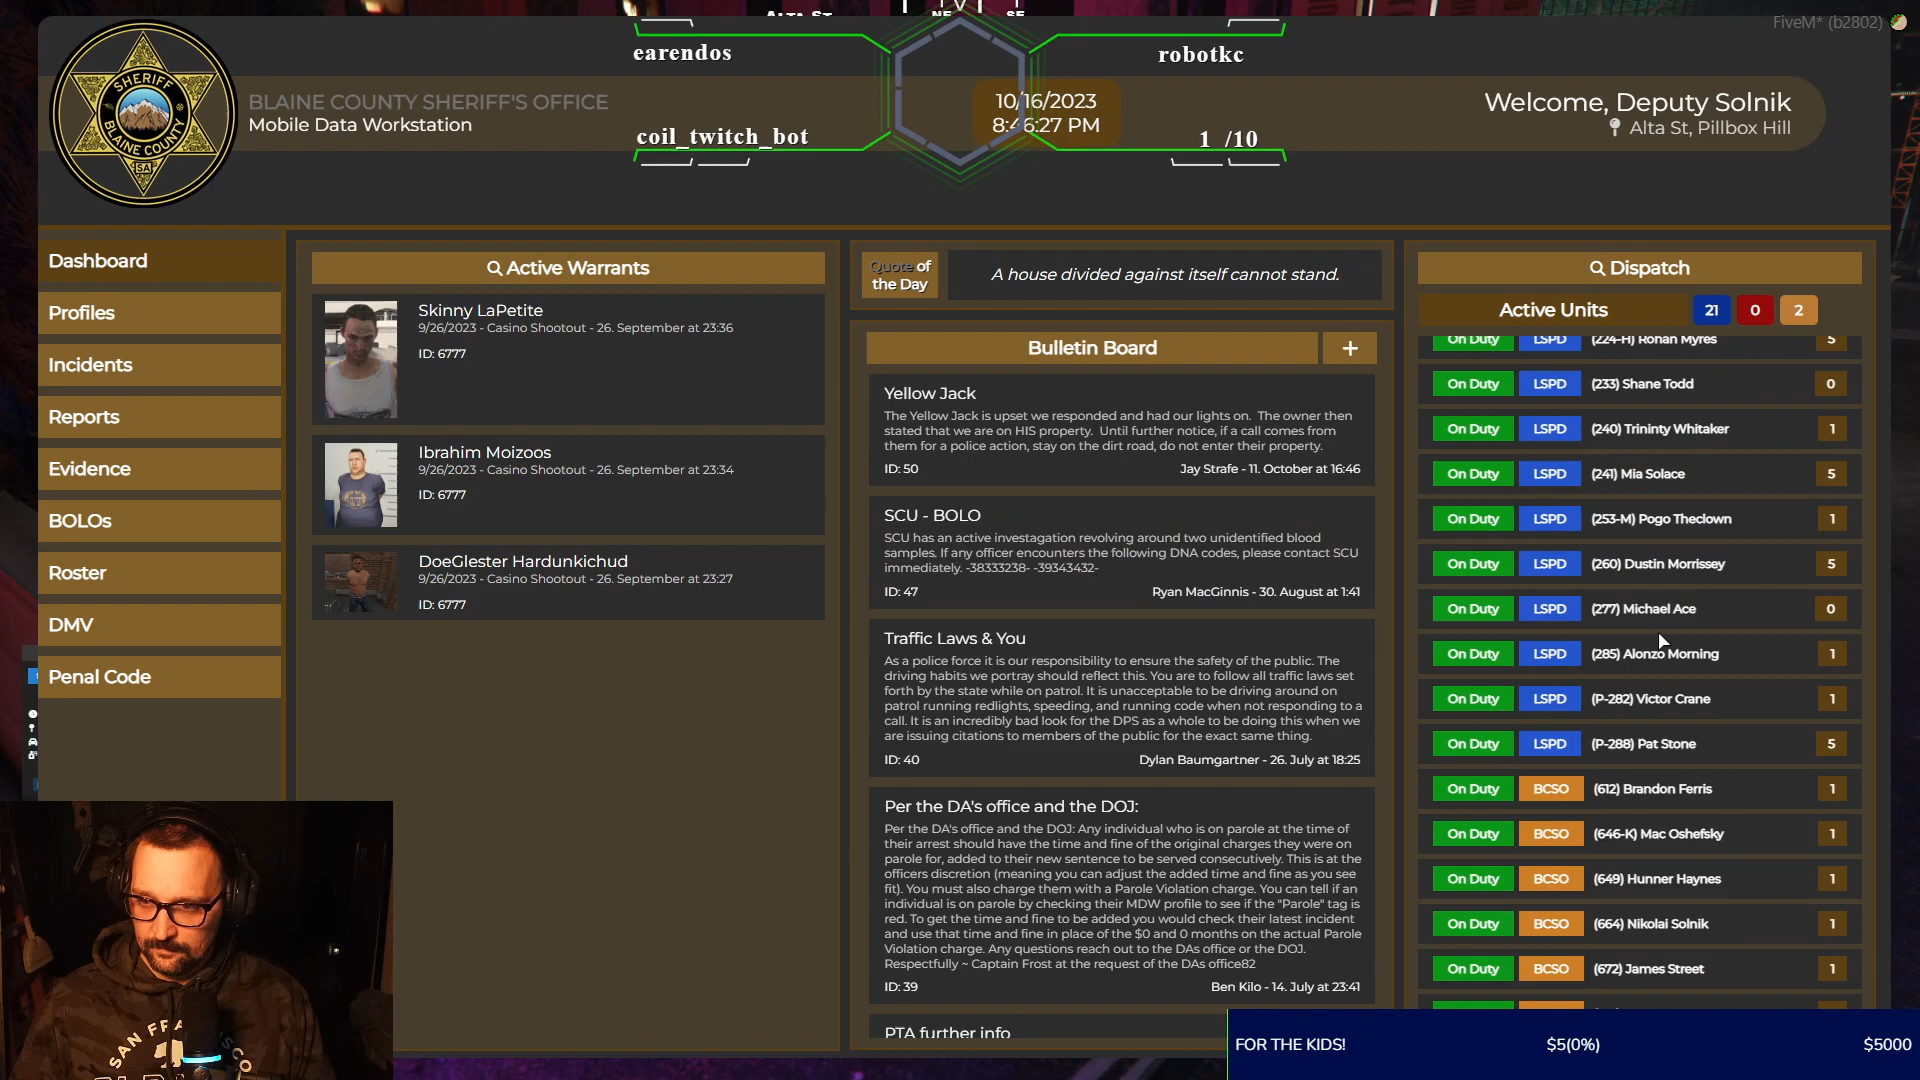 FiveM* (b2802)
earendos
robotkc
coil_twitch_bot
1 /10
SHERIFF
BLAINE COUNTY
SA
BLAINE COUNTY SHERIFF'S OFFICE
Mobile Data Workstation
10/16/2023
8:46:27 PM
Welcome, Deputy Solnik
Alta St, Pillbox Hill
Dashboard
Profiles
Incidents
Reports
Evidence
BOLOs
Roster
DMV
Penal Code
Active Warrants
Skinny LaPetite
9/26/2023 - Casino Shootout - 26. September at 23:36
ID: 6777
Ibrahim Moizoos
9/26/2023 - Casino Shootout - 26. September at 23:34
ID: 6777
DoeGlester Hardunkichud
9/26/2023 - Casino Shootout - 26. September at 23:27
ID: 6777
Quote of
the Day
A house divided against itself cannot stand.
Bulletin Board
+
Yellow Jack
The Yellow Jack is upset we responded and had our lights on. The owner then
stated that we are on HIS property. Until further notice, if a call comes from
them for a police action, stay on the dirt road, do not enter their property.
ID: 50
Jay Strafe - 11. October at 16:46
SCU - BOLO
SCU has an active investagation revolving around two unidentified blood
samples. If any officer encounters the following DNA codes, please contact SCU
immediately. -38333238- -39343432-
ID: 47
Ryan MacGinnis - 30. August at 1:41
Traffic Laws & You
As a police force it is our responsibility to ensure the safety of the public. The
driving habits we portray should reflect this. You are to follow all traffic laws set
forth by the state while on patrol. It is unacceptable to be driving around on
patrol running redlights, speeding, and running code when not responding to a
call. It is an incredibly bad look for the DPS as a whole to be doing this when we
are issuing citations to members of the public for the exact same thing.
ID: 40
Dylan Baumgartner - 26. July at 18:25
Per the DA's office and the DOJ:
Per the DA's office and the DOJ: Any individual who is on parole at the time of
their arrest should have the time and fine of the original charges they were on
parole for, added to their new sentence to be served consecutively. This is at the
officers discretion (meaning you can adjust the added time and fine as you see
fit). You must also charge them with a Parole Violation charge. You can tell if an
individual is on parole by checking their MDW profile to see if the "Parole" tag is
red. To get the time and fine to be added you would check their latest incident
and use that time and fine in place of the $0 and 0 months on the actual Parole
Violation charge. Any questions reach out to the DAs office or the DOJ.
Respectfully ~ Captain Frost at the request of the DAs office82
ID: 39
Ben Kilo - 14. July at 23:41
PTA further info
Dispatch
Active Units 21 0 2
On Duty LSPD (224-H) Rohan Myres 5
On Duty LSPD (233) Shane Todd 0
On Duty LSPD (240) Trininty Whitaker 1
On Duty LSPD (241) Mia Solace 5
On Duty LSPD (253-M) Pogo Theclown 1
On Duty LSPD (260) Dustin Morrissey 5
On Duty LSPD (277) Michael Ace 0
On Duty LSPD (285) Alonzo Morning 1
On Duty LSPD (P-282) Victor Crane 1
On Duty LSPD (P-288) Pat Stone 5
On Duty BCSO (612) Brandon Ferris 1
On Duty BCSO (646-K) Mac Oshefsky 1
On Duty BCSO (649) Hunner Haynes 1
On Duty BCSO (664) Nikolai Solnik 1
On Duty BCSO (672) James Street 1
SAN FRA
FOR THE KIDS! $5(0%) $5000